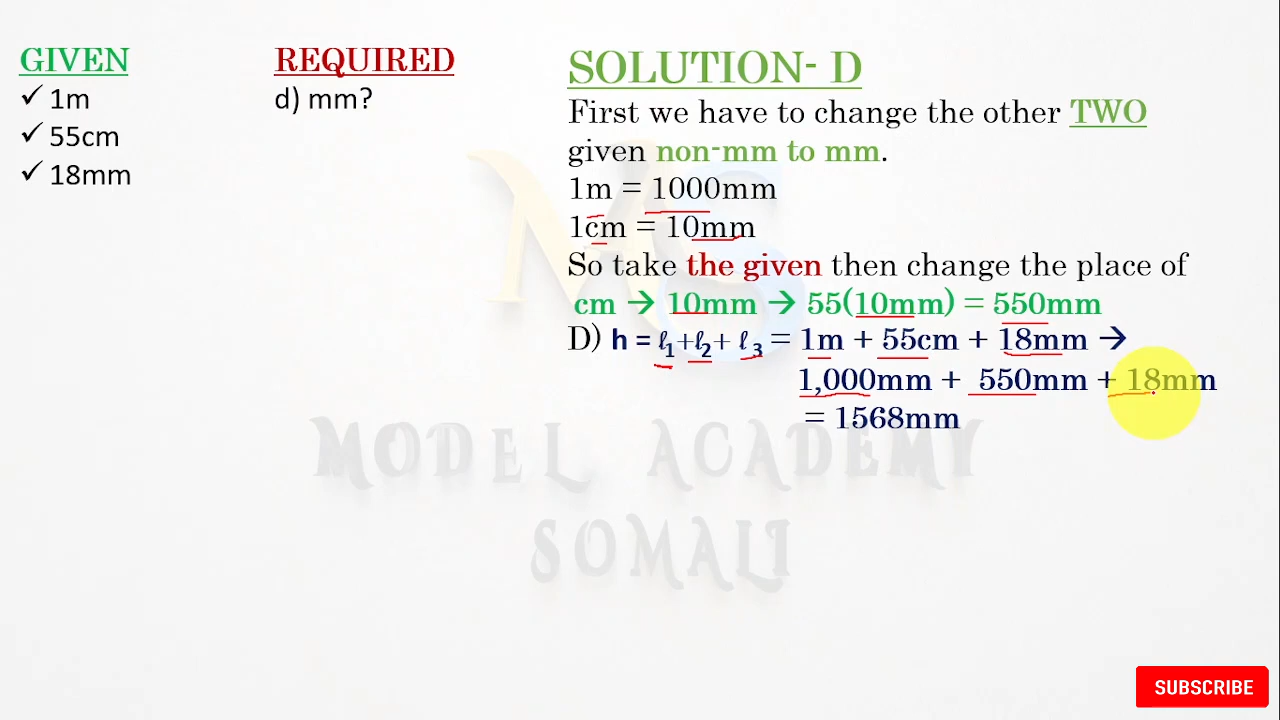 GIVEN
✓ 1m
✓ 55cm
✓ 18mm
REQUIRED
d) mm?
SOLUTION- D
First we have to change the other TWO
given non-mm to mm.
1m = 1000mm
1cm = 10mm
So take the given then change the place of
cm → 10mm → 55(10mm) = 550mm
D) h = ℓ₁+ℓ₂+ ℓ₃ = 1m + 55cm + 18mm →
1,000mm + 550mm + 18mm
= 1568mm
MODEL ACADEMY
SOMALI
SUBSCRIBE